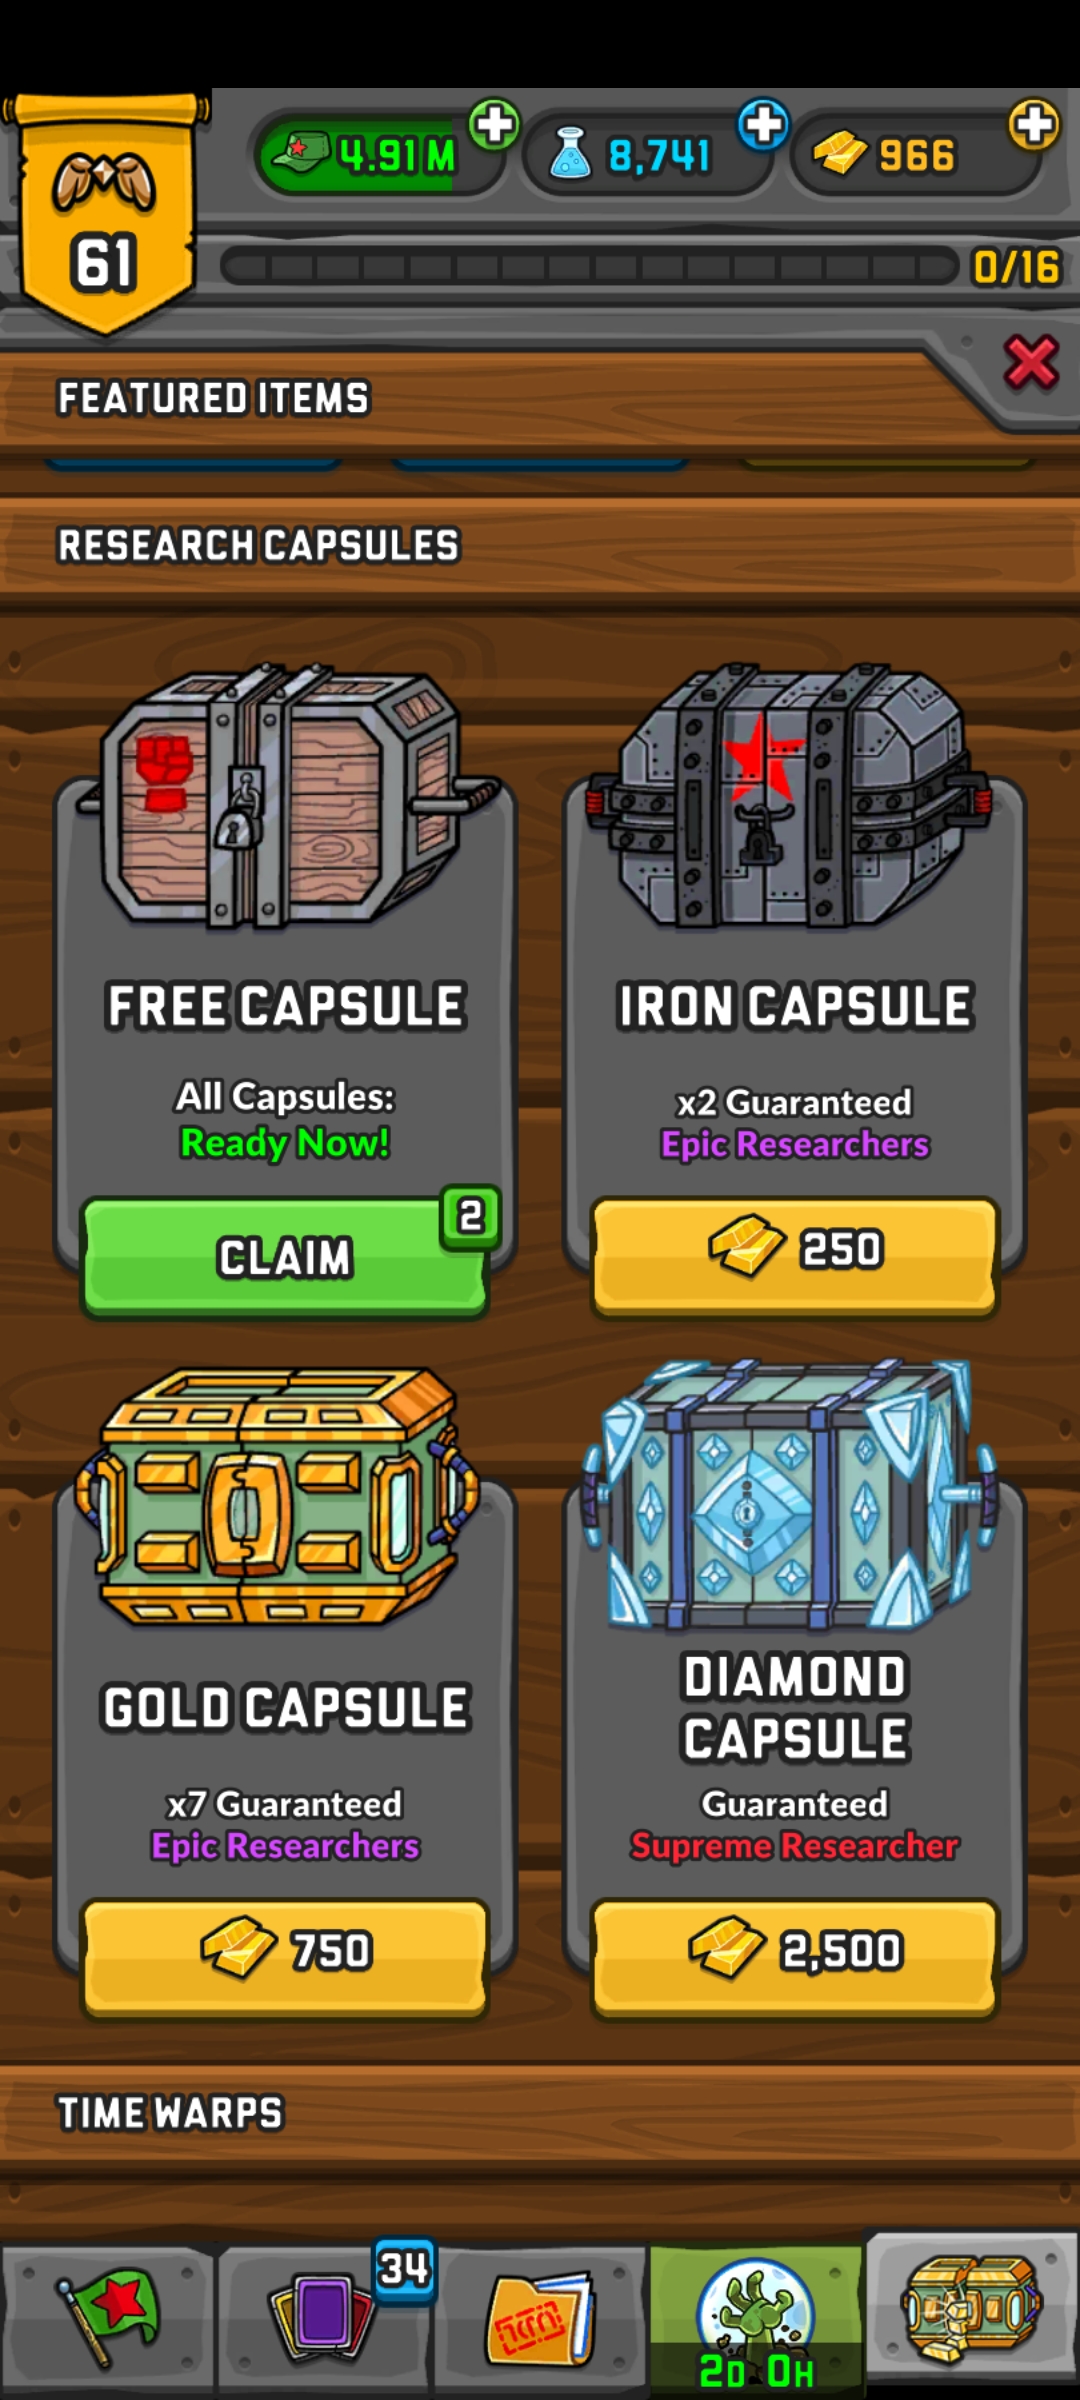 4.91M
8,741
966
61
0/16
FEATURED ITEMS
RESEARCH CAPSULES
FREE CAPSULE
All Capsules:
Ready Now!
2
CLAIM
IRON CAPSULE
x2 Guaranteed
Epic Researchers
250
GOLD CAPSULE
x7 Guaranteed
Epic Researchers
750
DIAMOND
CAPSULE
Guaranteed
Supreme Researcher
2,500
TIME WARPS
34
2D 0H